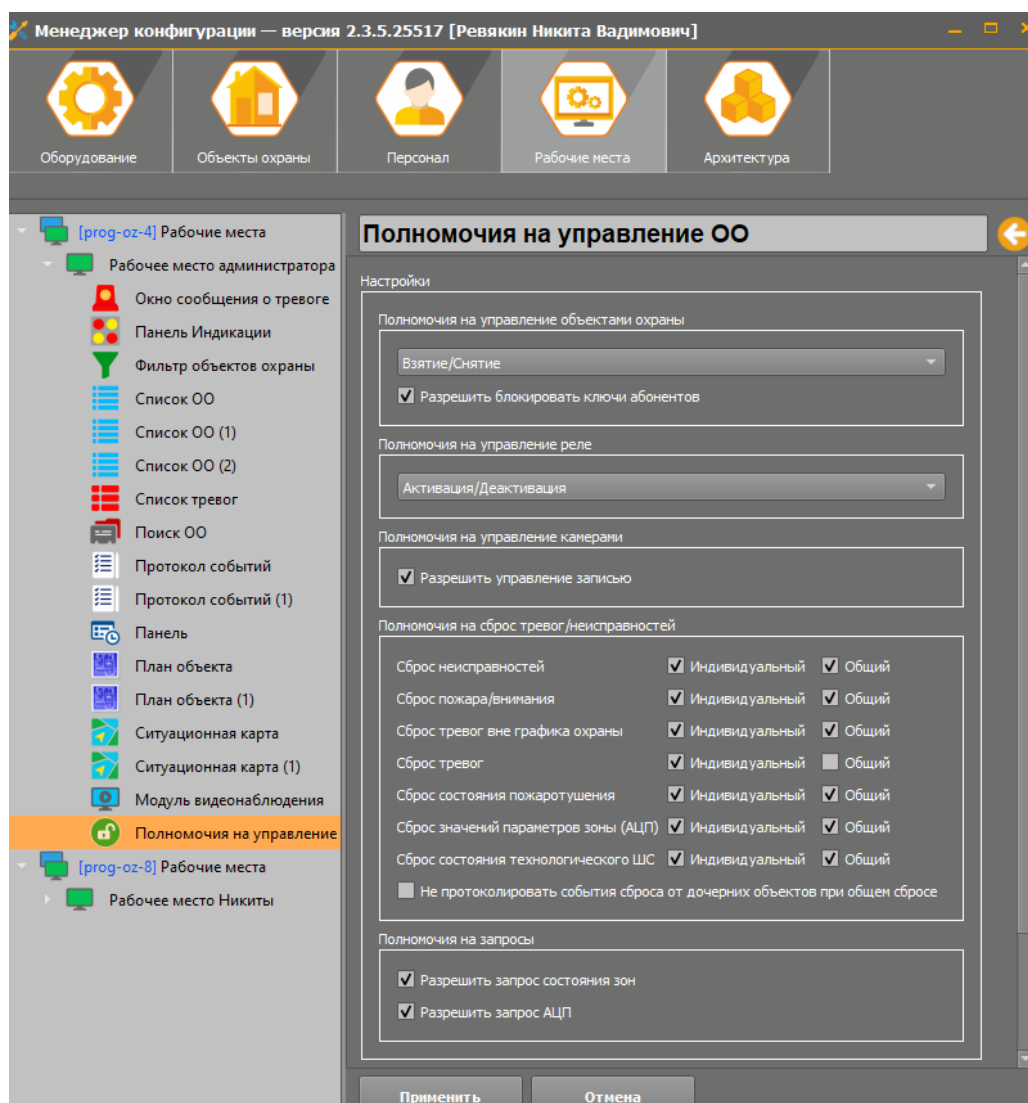 Менеджер конфигурации — версия 2.3.5.25517 [Ревякин Никита Вадимович]
Оборудование
Объекты охраны
Персонал
Рабочие места
Архитектура
[prog-oz-4] Рабочие места
Рабочее место администратора
Окно сообщения о тревоге
Панель Индикации
Фильтр объектов охраны
Список ОО
Список ОО (1)
Список ОО (2)
Список тревог
Поиск ОО
Протокол событий
Протокол событий (1)
Панель
План объекта
План объекта (1)
Ситуационная карта
Ситуационная карта (1)
Модуль видеонаблюдения
Полномочия на управление
[prog-oz-8] Рабочие места
Рабочее место Никиты
Полномочия на управление ОО
Настройки
Полномочия на управление объектами охраны
Взятие/Снятие
Разрешить блокировать ключи абонентов
Полномочия на управление реле
Активация/Деактивация
Полномочия на управление камерами
Разрешить управление записью
Полномочия на сброс тревог/неисправностей
Сброс неисправностей Индивидуальный Общий
Сброс пожара/внимания Индивидуальный Общий
Сброс тревог вне графика охраны Индивидуальный Общий
Сброс тревог Индивидуальный Общий
Сброс состояния пожаротушения Индивидуальный Общий
Сброс значений параметров зоны (АЦП) Индивидуальный Общий
Сброс состояния технологического ШС Индивидуальный Общий
Не протоколировать события сброса от дочерних объектов при общем сбросе
Полномочия на запросы
Разрешить запрос состояния зон
Разрешить запрос АЦП
Применить
Отмена